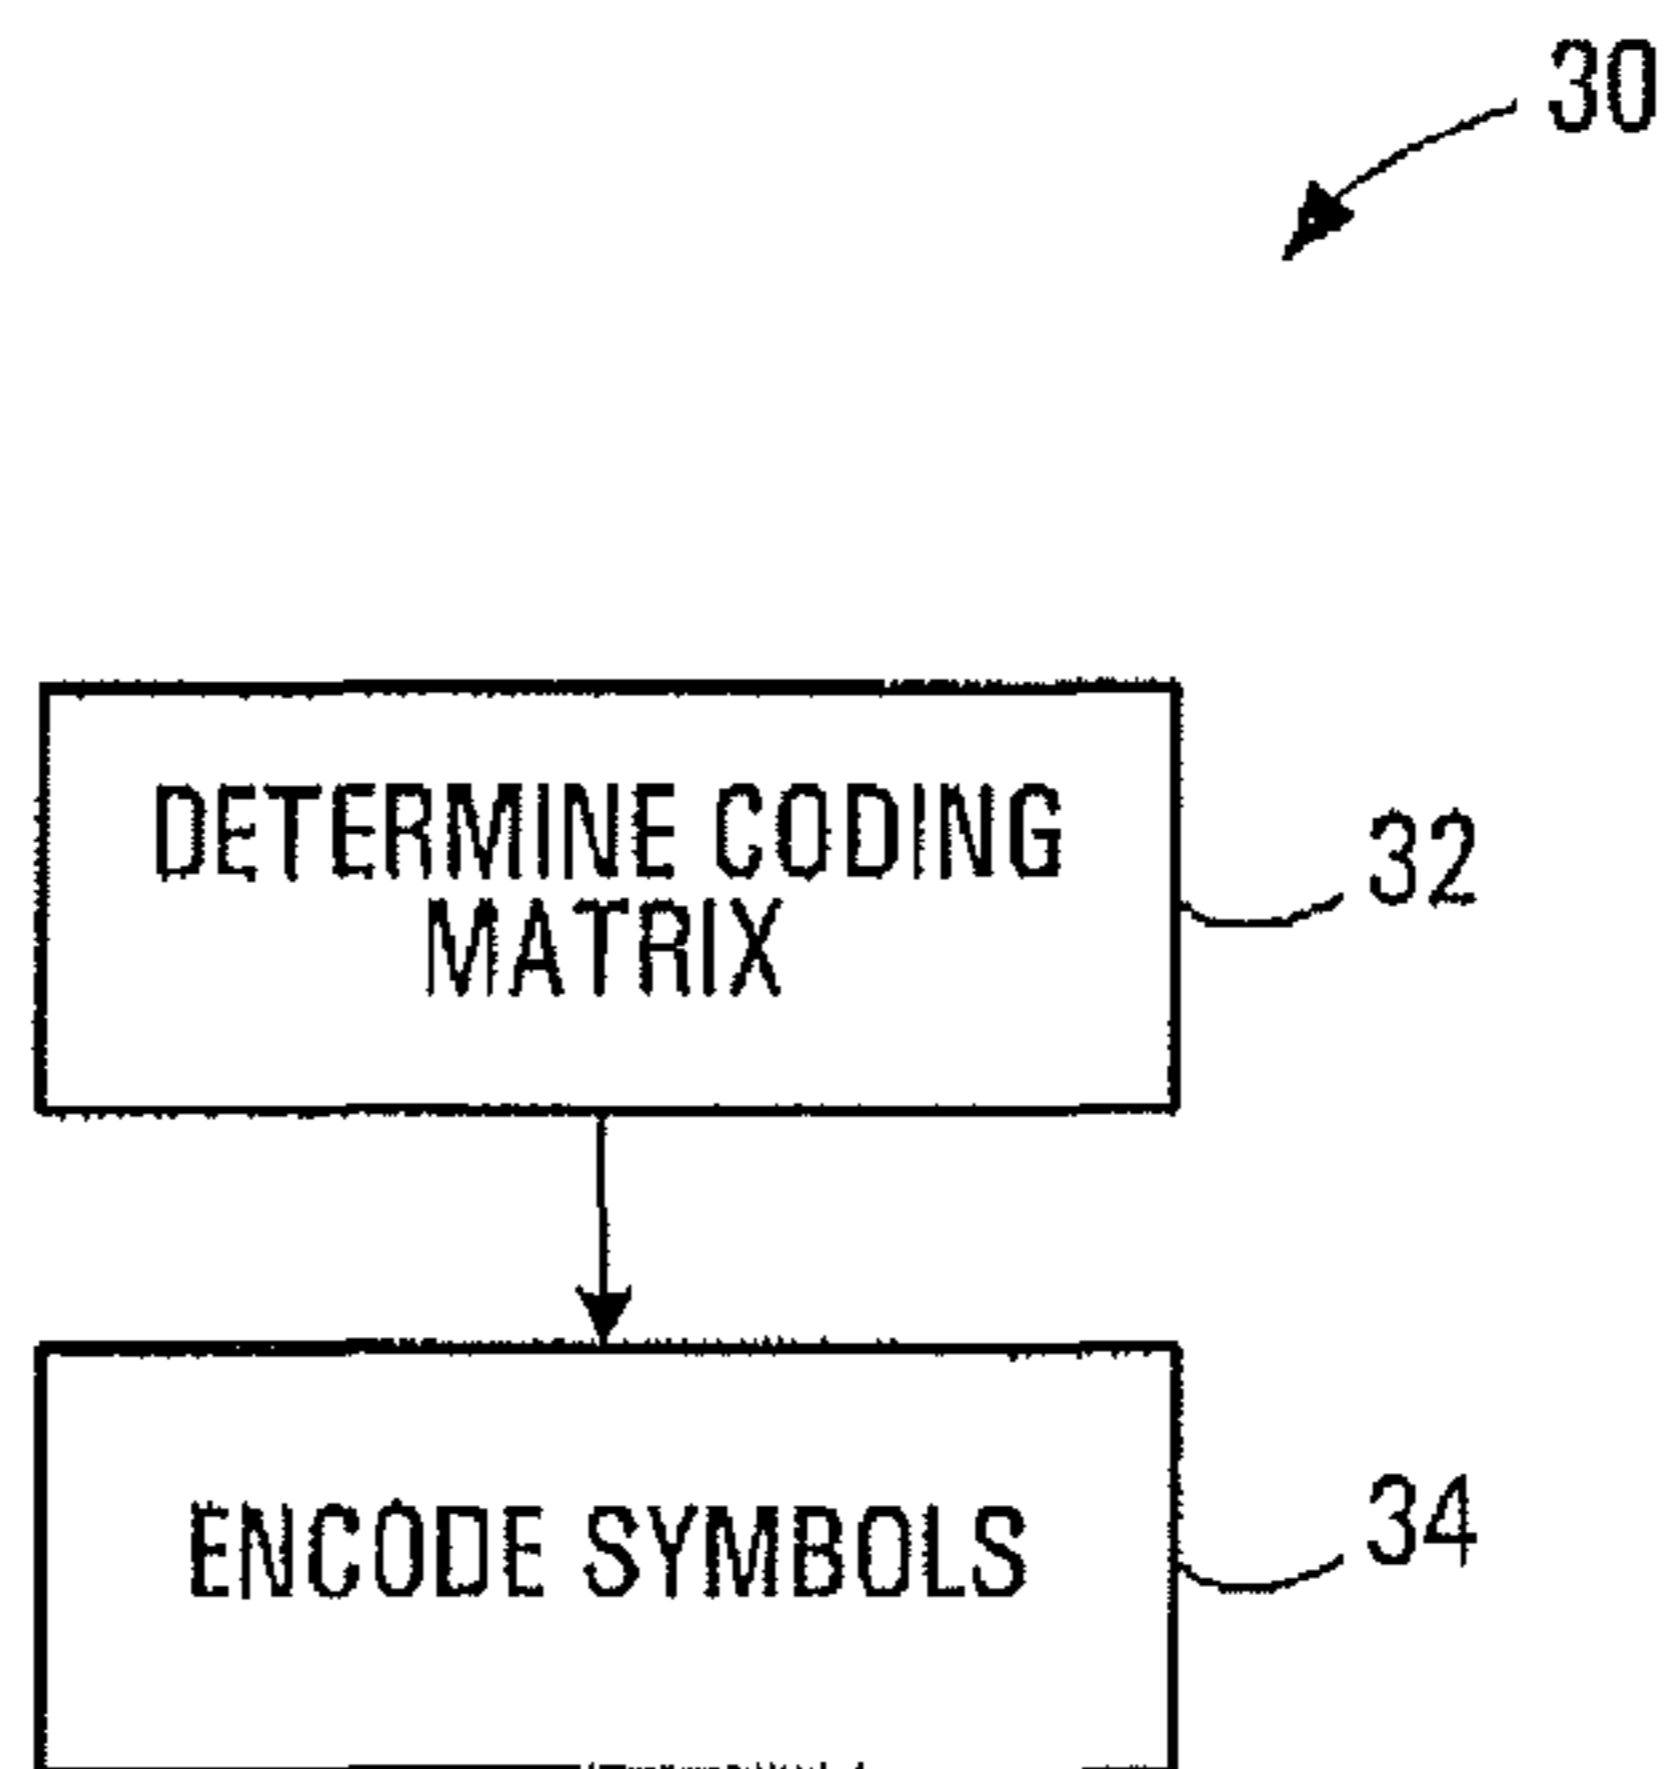 30
DETERMINE CODING
MATRIX
32
ENCODE SYMBOLS
34